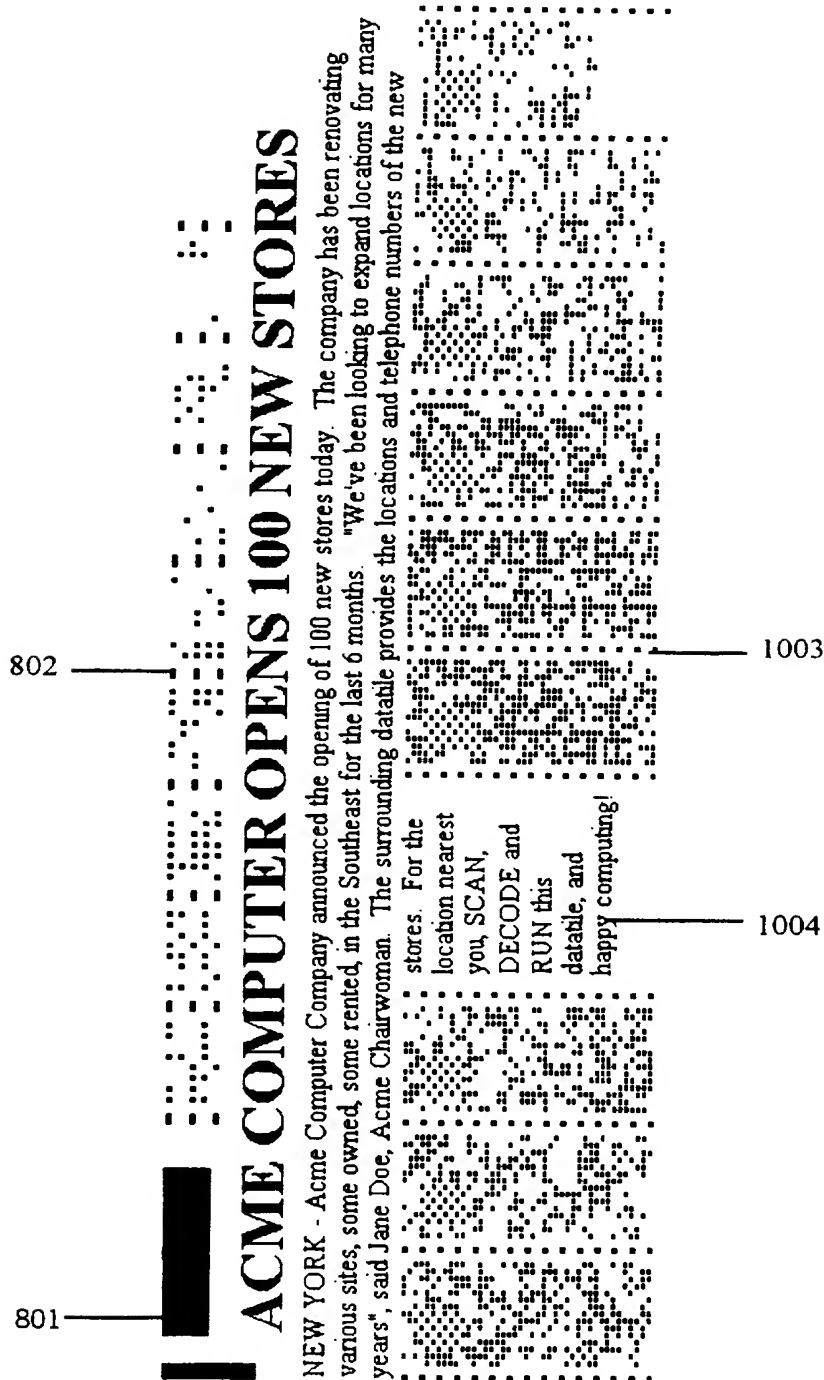 802
801
1003
1004
ACME COMPUTER OPENS 100 NEW STORES
NEW YORK - Acme Computer Company announced the opening of 100 new stores today. The company has been renovating
various sites, some owned, some rented, in the Southeast for the last 6 months. "We've been looking to expand locations for many
years", said Jane Doe, Acme Chairwoman. The surrounding datatile provides the locations and telephone numbers of the new
stores. For the
location nearest
you, SCAN,
DECODE and
RUN this
datatile, and
happy computing!